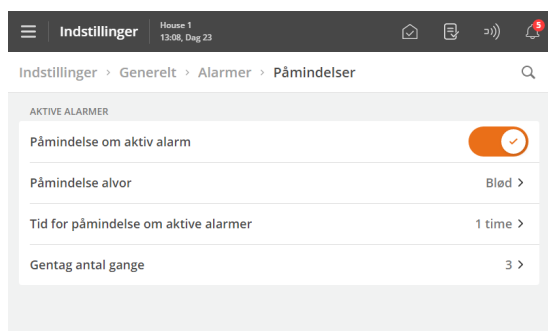 Indstillinger
House 1
13:08, Dag 23
5
Indstillinger > Generelt > Alarmer > Påmindelser
AKTIVE ALARMER
Påmindelse om aktiv alarm
Påmindelse alvor Blød >
Tid for påmindelse om aktive alarmer 1 time >
Gentag antal gange 3 >